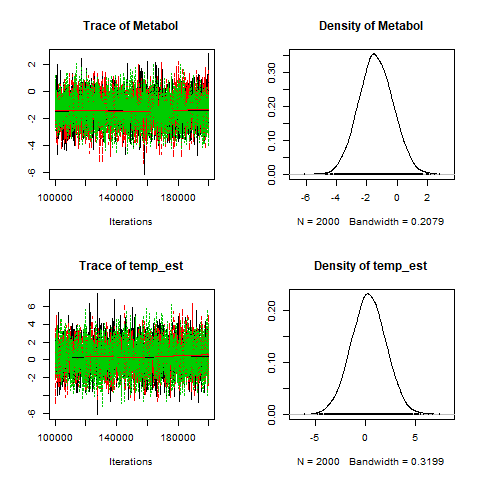 Trace of Metabol
2
0
-2
-4
-6
100000 140000 180000
Iterations
Density of Metabol
0.30
0.20
0.10
0.00
-6 -4 -2 0 2
N = 2000 Bandwidth = 0.2079
Trace of temp_est
6
4
2
0
-2
-6
100000 140000 180000
Iterations
Density of temp_est
0.20
0.10
0.00
-5 0 5
N = 2000 Bandwidth = 0.3199